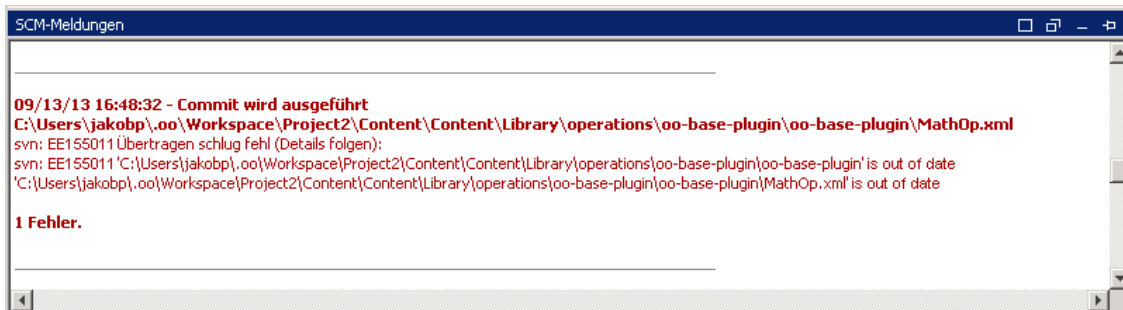 SCM-Meldungen
09/13/13 16:48:32 - Commit wird ausgeführt
C:\Users\jakobp\.oo\Workspace\Project2\Content\Content\Library\operations\oo-base-plugin\oo-base-plugin\MathOp.xml
svn: EE155011 Übertragen schlug fehl (Details folgen):
svn: EE155011 'C:\Users\jakobp\.oo\Workspace\Project2\Content\Content\Library\operations\oo-base-plugin\oo-base-plugin' is out of date
'C:\Users\jakobp\.oo\Workspace\Project2\Content\Content\Library\operations\oo-base-plugin\oo-base-plugin\MathOp.xml' is out of date
1 Fehler.